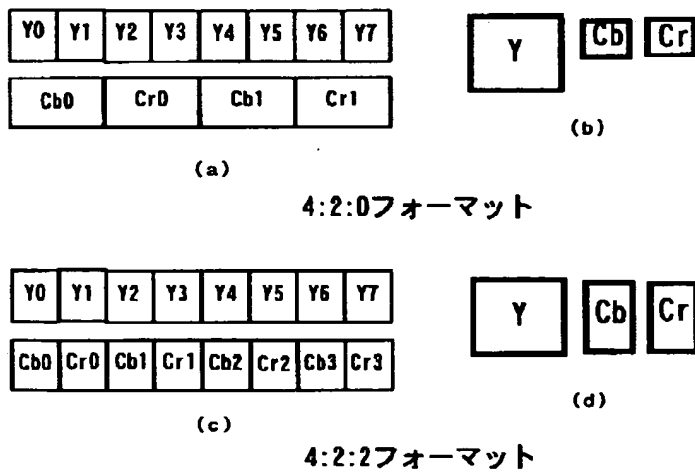 Y0 Y1 Y2 Y3 Y4 Y5 Y6 Y7
Cb0 Cr0 Cb1 Cr1
(a)
Y Cb Cr
(b)
4:2:0フォーマット
Y0 Y1 Y2 Y3 Y4 Y5 Y6 Y7
Cb0 Cr0 Cb1 Cr1 Cb2 Cr2 Cb3 Cr3
(c)
Y Cb Cr
(d)
4:2:2フォーマット